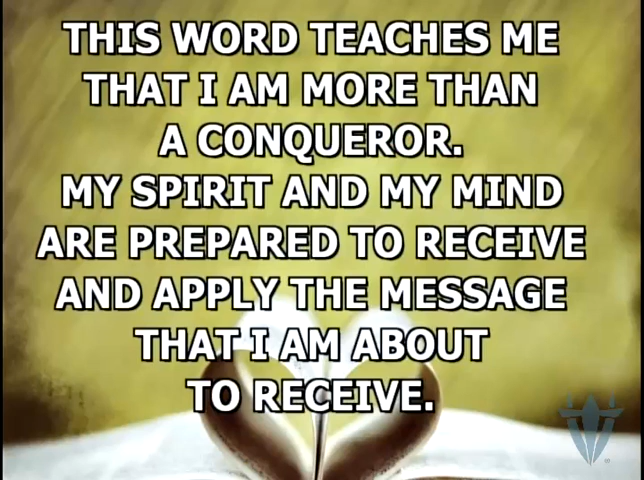 THIS WORD TEACHES ME
THAT I AM MORE THAN
A CONQUEROR.
MY SPIRIT AND MY MIND
ARE PREPARED TO RECEIVE
AND APPLY THE MESSAGE
THAT I AM ABOUT
TO RECEIVE.